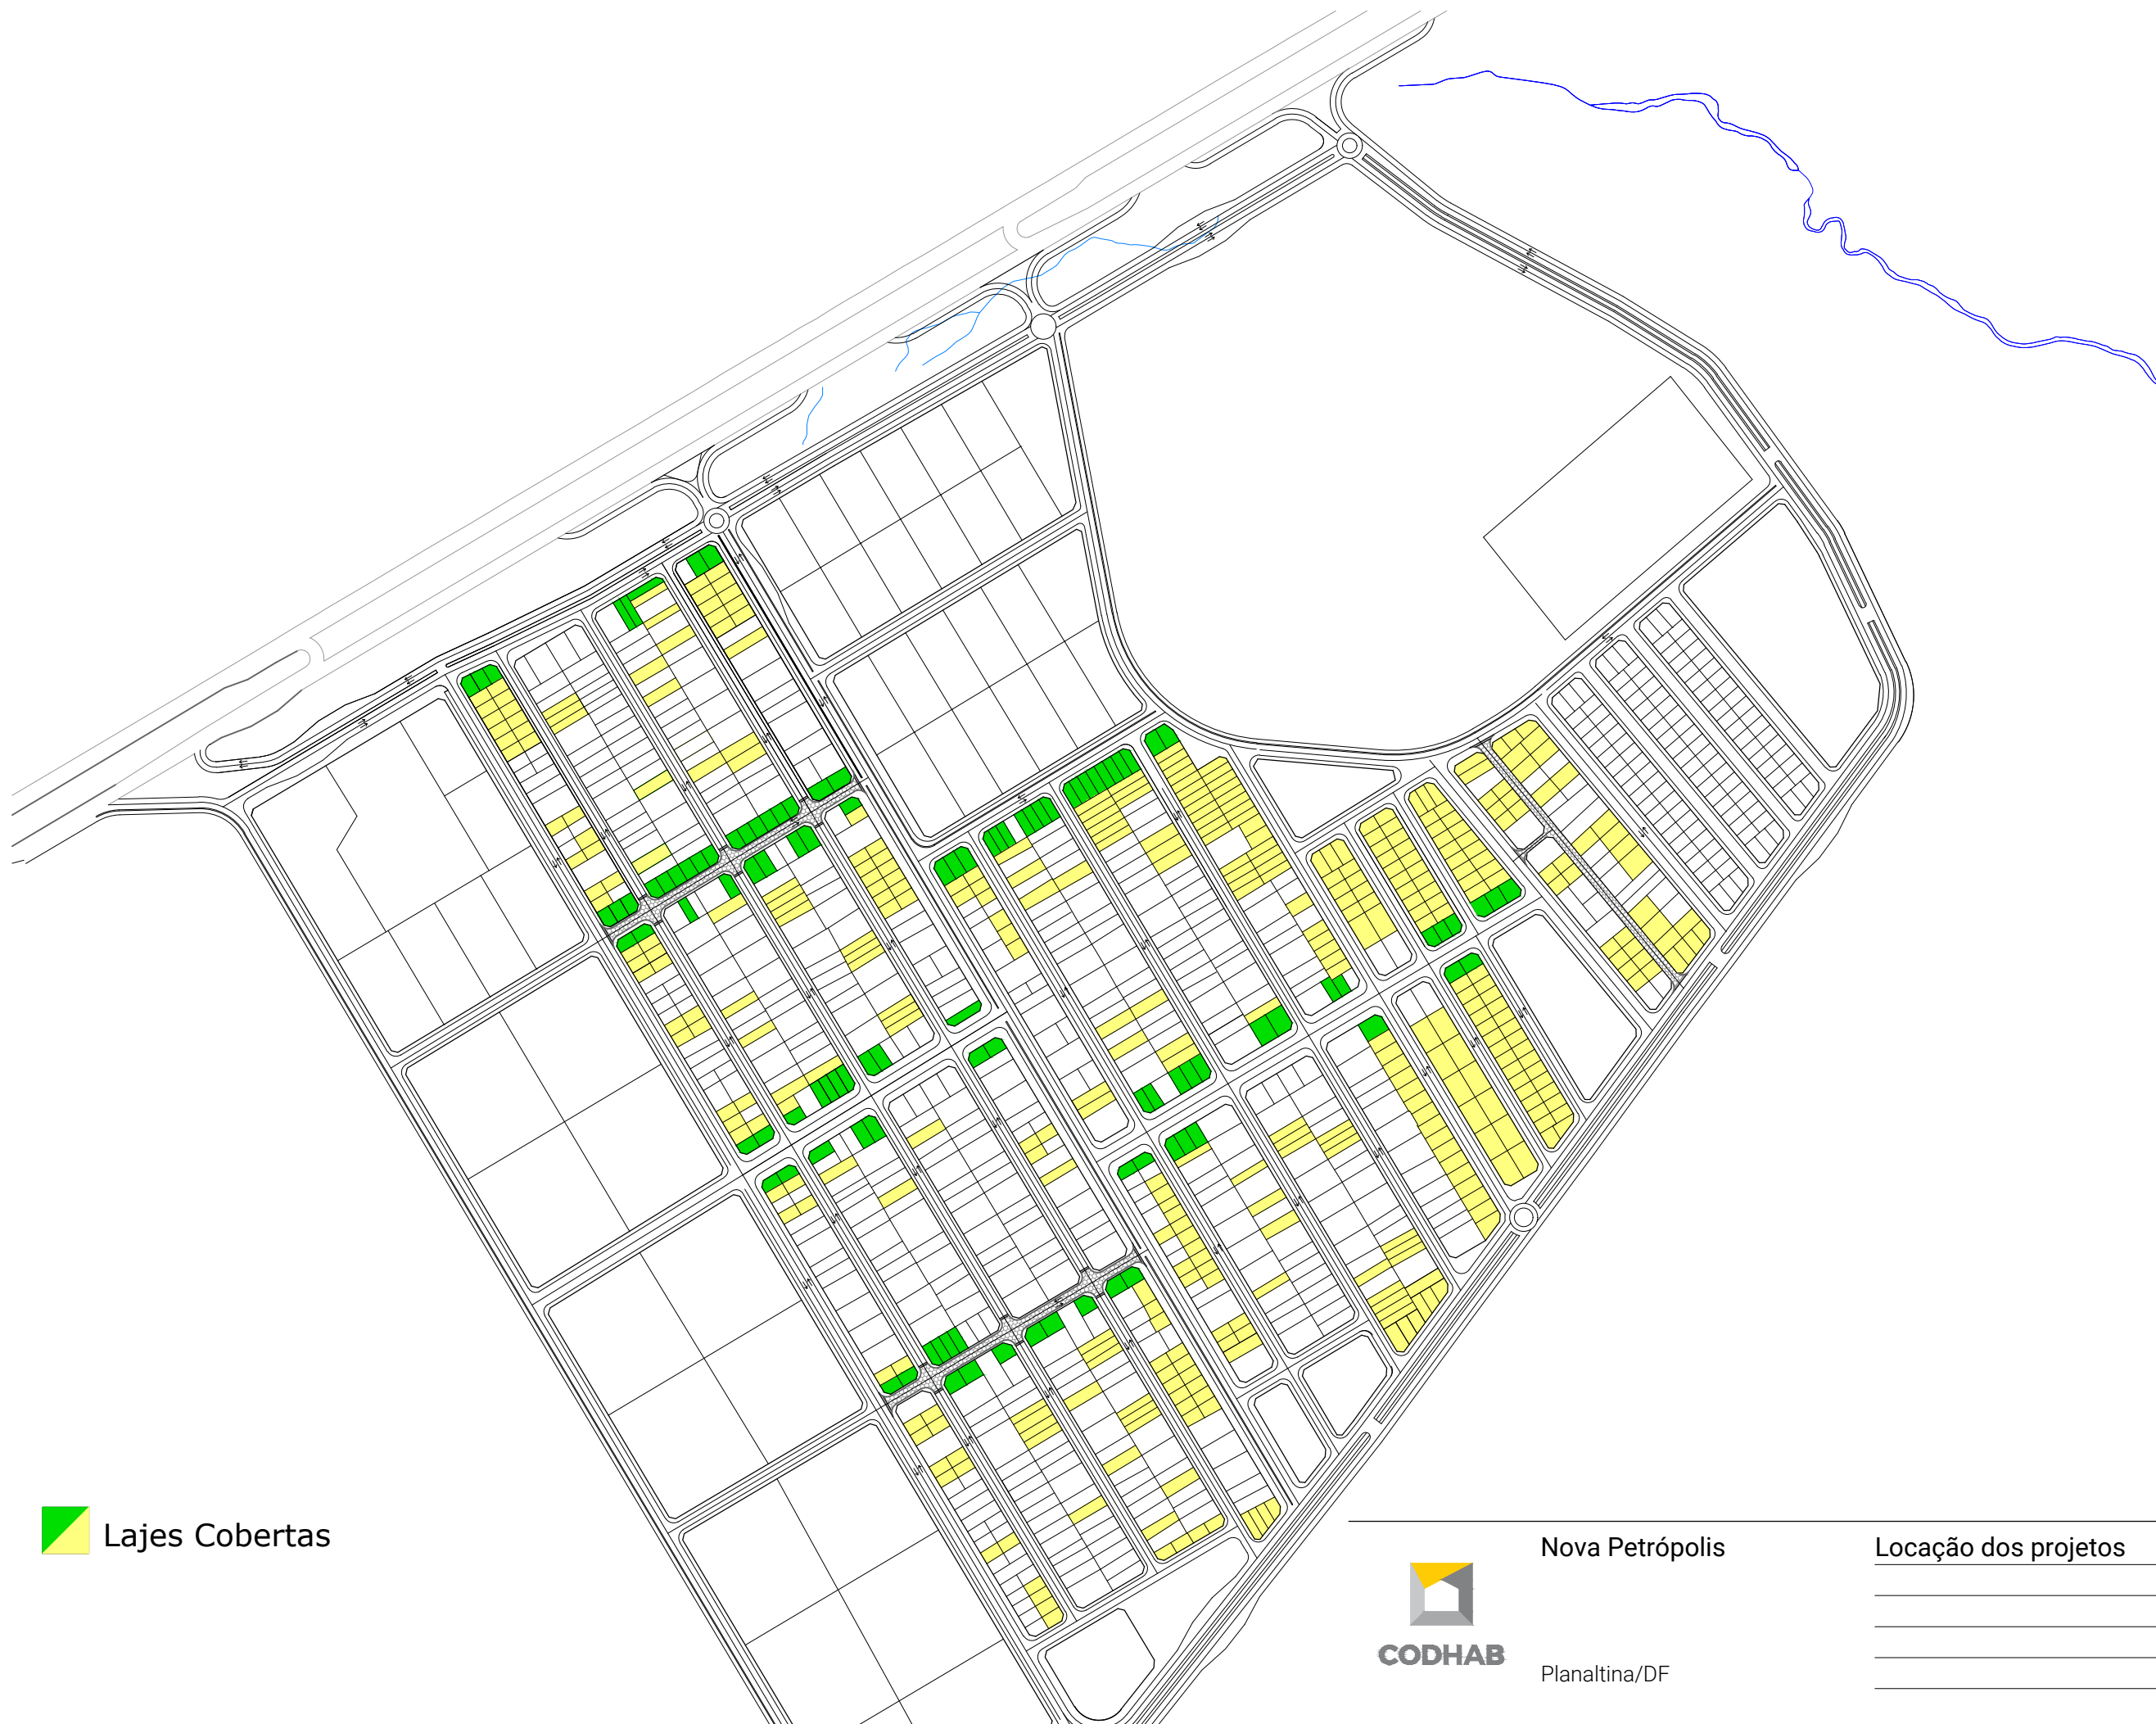 Lajes Cobertas
Nova Petrópolis
Locação dos projetos
CODHAB
Planaltina/DF